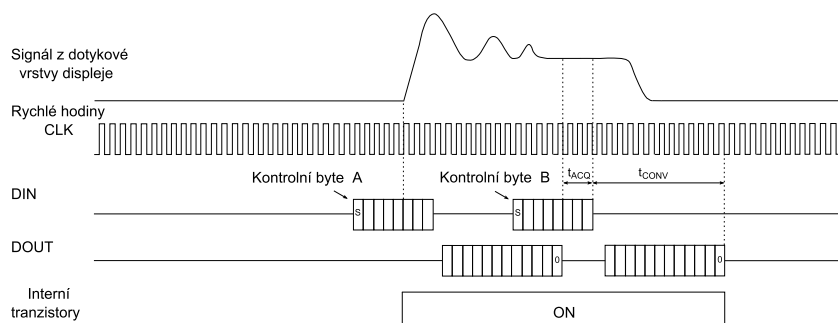 Signál z dotykové
vrstvy displeje
Rychlé hodiny
CLK
Kontrolní byte A
Kontrolní byte B
tACQ
tCONV
DIN
S
S
DOUT
0
0
Interní
tranzistory
ON